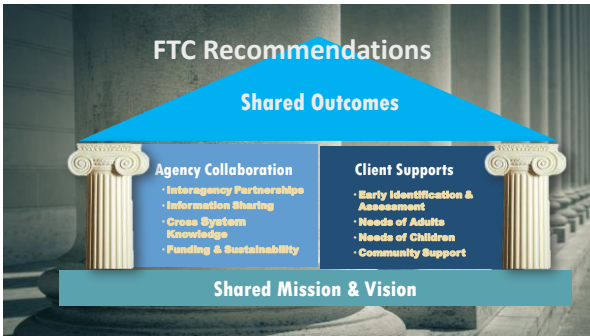 FTC Recommendations
Shared Outcomes
Agency Collaboration
· Interagency Partnerships
· Information Sharing
· Cross System
Knowledge
· Funding & Sustainability
Client Supports
· Early Identification &
Assessment
· Needs of Adults
· Needs of Children
· Community Support
Shared Mission & Vision